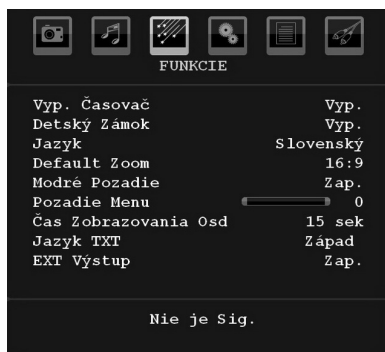 FUNKCIE
Vyp. Časovač Vyp.
Detský Zámok Vyp.
Jazyk Slovenský
Default Zoom 16:9
Modré Pozadie Zap.
Pozadie Menu 0
Čas Zobrazovania Osd 15 sek
Jazyk TXT Západ
EXT Výstup Zap.
Nie je Sig.